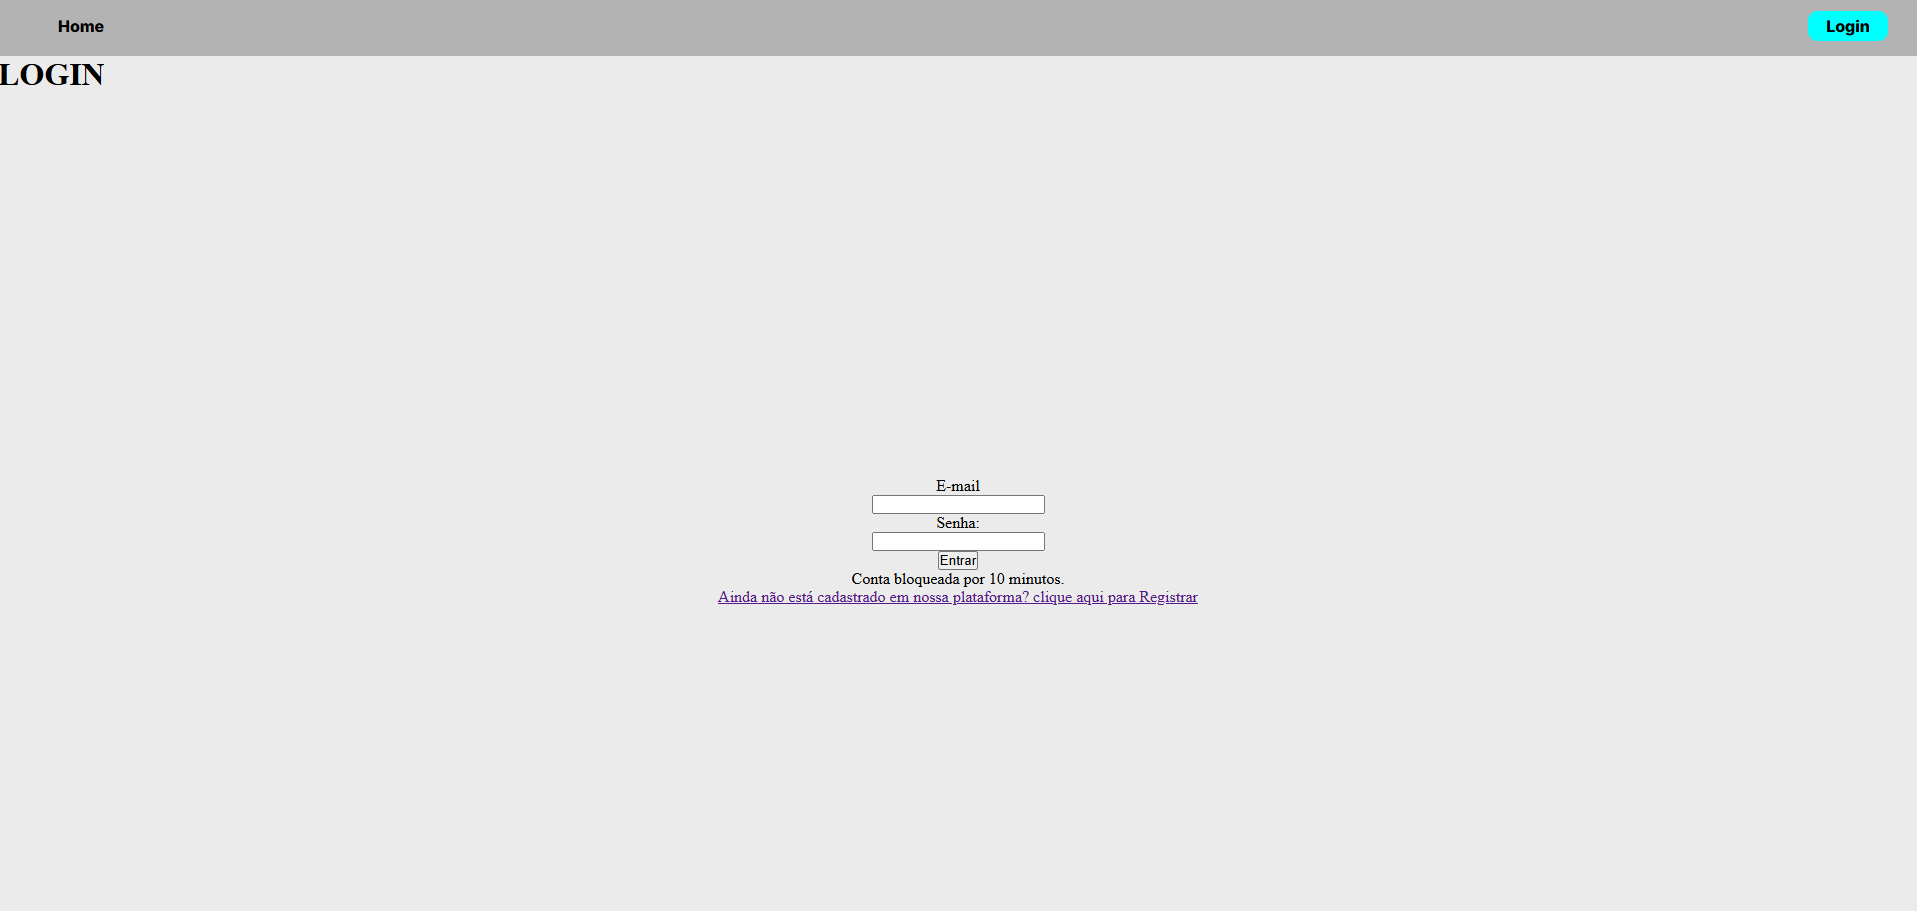 Home
Login
LOGIN
E-mail
Senha:
Entrar
Conta bloqueada por 10 minutos.
Ainda não está cadastrado em nossa plataforma? clique aqui para Registrar